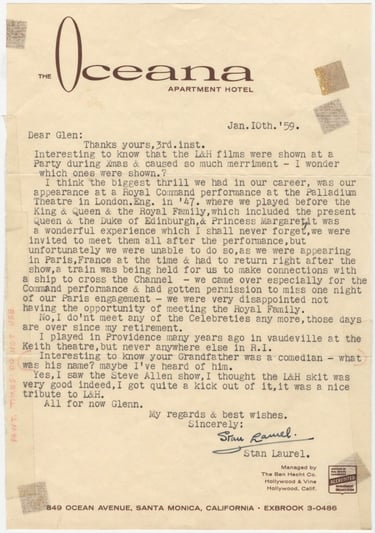 THE Oceana
APARTMENT HOTEL
Jan.10th.'59.
Dear Glen:
Thanks yours,3rd.inst.
Interesting to know that the L&H films were shown at a
Party during Xmas & caused so much merriment - I wonder
which ones were shown.?
I think the biggest thrill we had in our career, was our
appearance at a Royal Command performance at the Palladium
Theatre in London.Eng. in '47. where we played before the
King & Queen & the Royal Family,which included the present
Queen & the Duke of Edinburgh,& Princess Margaret,it was
a wonderful experience which I shall never forget,we were
invited to meet them all after the performance,but
unfortunately we were unable to do so,as we were appearing
in Paris,France at the time & had to return right after the
show,a train was being held for us to make connections with
a ship to cross the Channel - we came over especially for the
Command performance & had gotten permission to miss one night
of our Paris engagement - we were very disappointed not
having the opportunity of meeting the Royal Family.
No,I do'nt meet any of the Celebreties any more,those days
are over since my retirement.
I played in Providence many years ago in vaudeville at the
Keith theatre,but never anywhere else in R.I.
Interesting to know your Grandfather was a comedian - what
was his name? maybe I've heard of him.
Yes,I saw the Steve Allen show,I thought the L&H skit was
very good indeed,I got quite a kick out of it,it was a nice
tribute to L&H.
All for now Glenn.
My regards & best wishes.
Sincerely:
Stan Laurel.
Stan Laurel.
Managed by
The Ben Hecht Co.
Hollywood & Vine
Hollywood, Calif.
849 OCEAN AVENUE, SANTA MONICA, CALIFORNIA • EXBROOK 3-0486